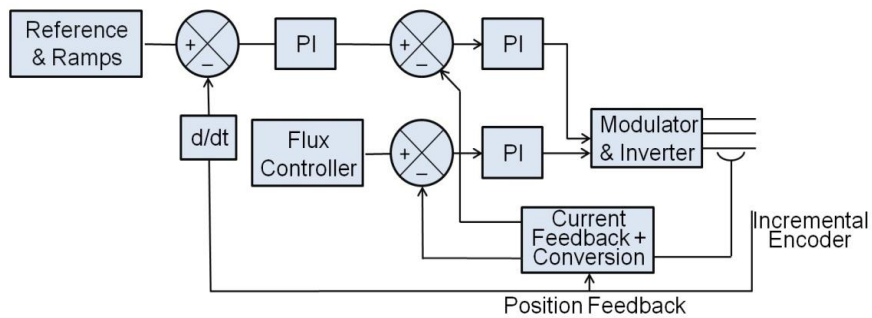 Reference
& Ramps
+
−
PI
+
−
PI
d/dt
Flux
Controller
+
−
PI
Modulator
& Inverter
Current
Feedback +
Conversion
Incremental
Encoder
Position Feedback